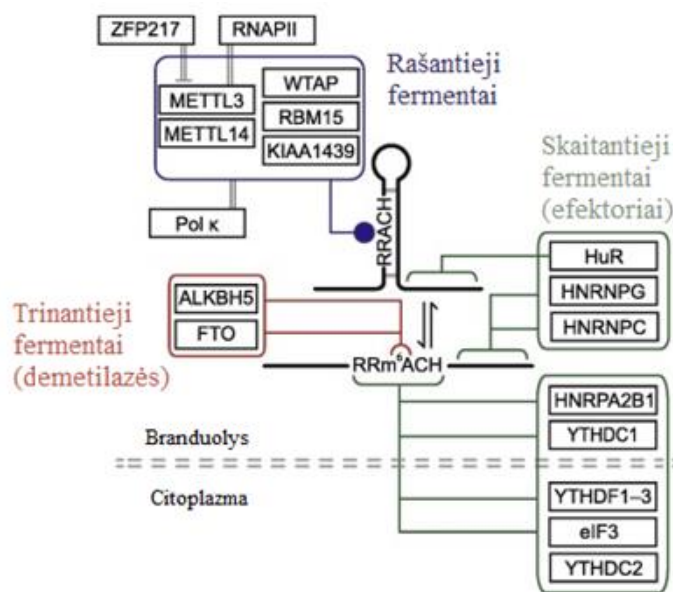 ZFP217
RNAPII
METTL3
METTL14
WTAP
RBM15
KIAA1439
Rašantieji
fermentai
Pol κ
RRACH
Skaitantieji
fermentai
(efektoriai)
HuR
HNRNPG
HNRNPC
ALKBH5
FTO
Trinantieji
fermentai
(demetilazės)
RRm⁶ACH
HNRPA2B1
YTHDC1
Branduolys
Citoplazma
YTHDF1–3
eIF3
YTHDC2